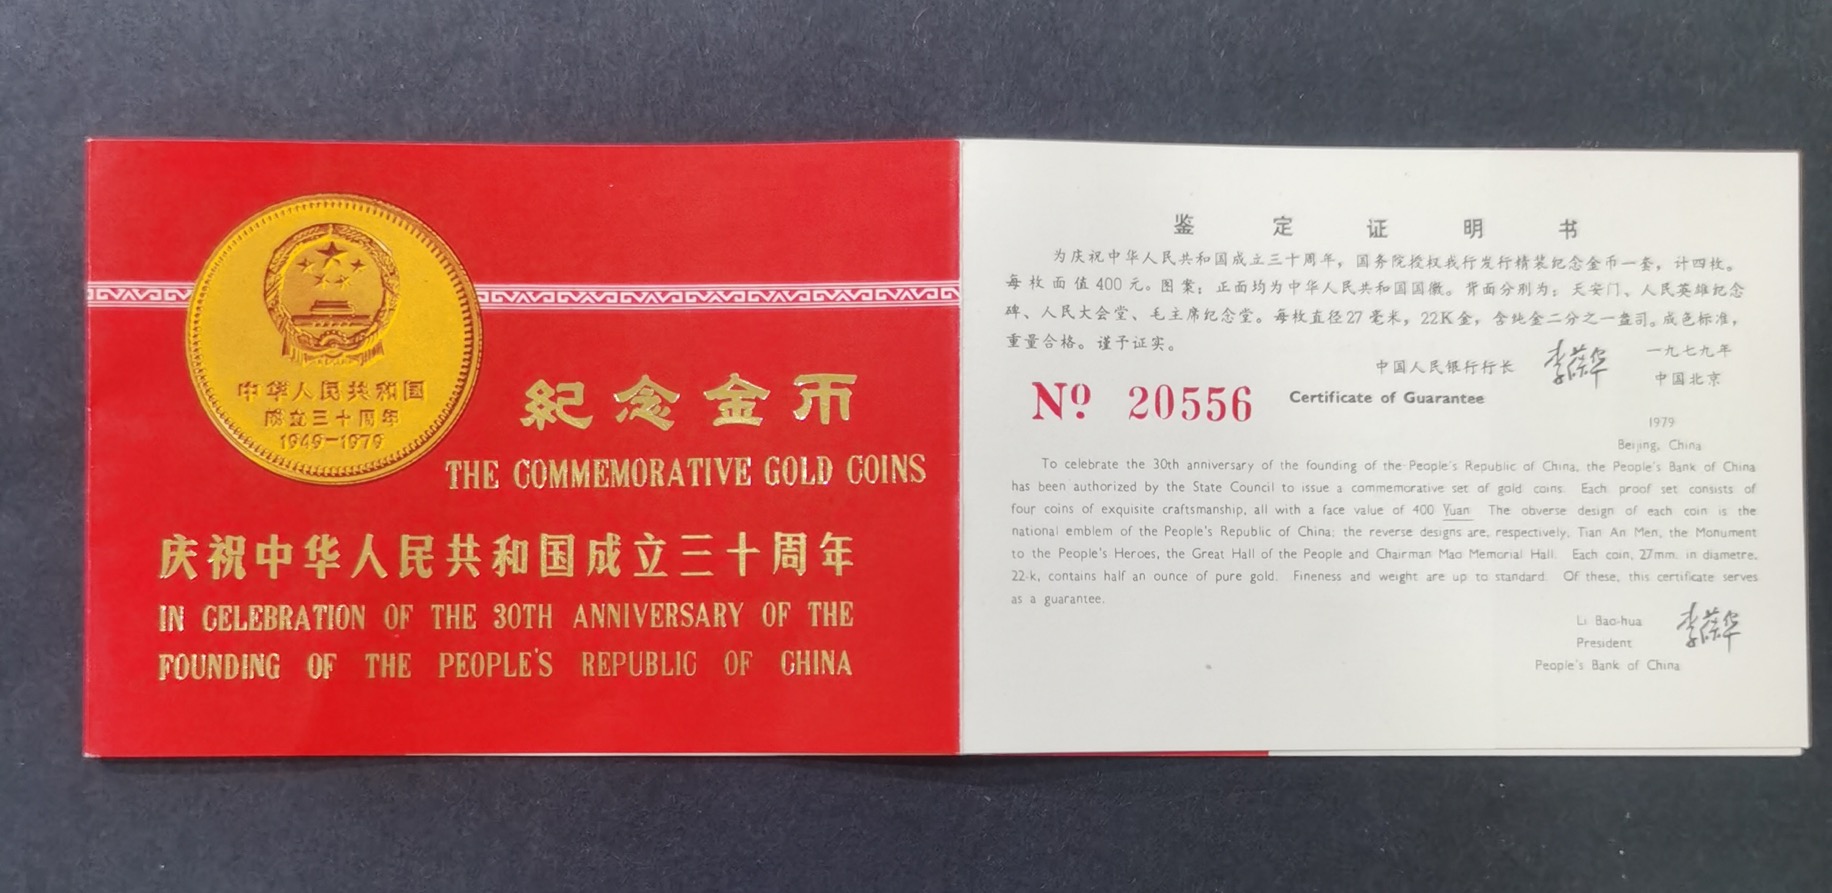 中华人民共和国
成立三十周年
1949-1979
紀念金币
THE COMMEMORATIVE GOLD COINS
庆祝中华人民共和国成立三十周年
IN CELEBRATION OF THE 30TH ANNIVERSARY OF THE
FOUNDING OF THE PEOPLE'S REPUBLIC OF CHINA
鉴定证明书
为庆祝中华人民共和国成立三十周年，国务院授权我行发行精装纪念金币一套，计四枚。
每枚面值400元。图案：正面均为中华人民共和国国徽。背面分别为：天安门、人民英雄纪念
碑、人民大会堂、毛主席纪念堂。每枚直径27毫米，22K金，含纯金二分之一盎司。成色标准，
重量合格。谨予证实。
中国人民银行行长 李葆华
一九七九年
中国北京
Nº 20556
Certificate of Guarantee
1979
Beijing, China
To celebrate the 30th anniversary of the founding of the People's Republic of China, the People's Bank of China
has been authorized by the State Council to issue a commemorative set of gold coins. Each proof set consists of
four coins of exquisite craftsmanship, all with a face value of 400 Yuan. The obverse design of each coin is the
national emblem of the People's Republic of China; the reverse designs are, respectively, Tian An Men, the Monument
to the People's Heroes, the Great Hall of the People and Chairman Mao Memorial Hall. Each coin, 27mm. in diametre,
22-k, contains half an ounce of pure gold. Fineness and weight are up to standard. Of these, this certificate serves
as a guarantee.
Li Bao-hua 李葆华
President
People's Bank of China